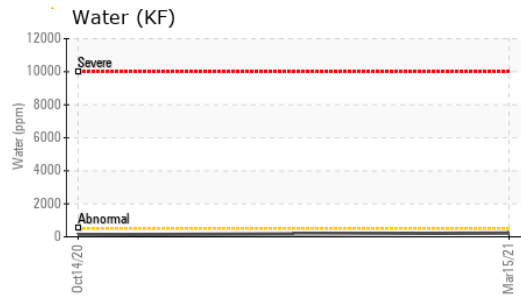 Water (KF)
12000
Severe
10000
8000
Water (ppm)
6000
4000
2000
Abnormal
0
Oct14/20
Mar15/21